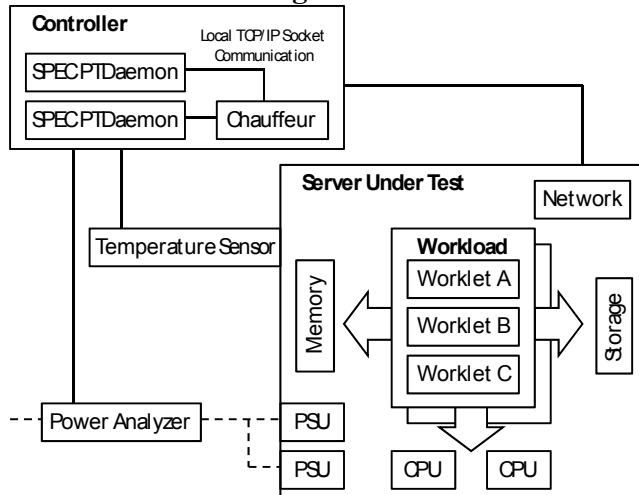 Controller
Local TCP/IP Socket
Communication
SPECPTDaemon
SPECPTDaemon
Chauffeur
Server Under Test
Network
Temperature Sensor
Workload
Worklet A
Memory
Worklet B
Storage
Worklet C
Power Analyzer
PSU
PSU
CPU
CPU